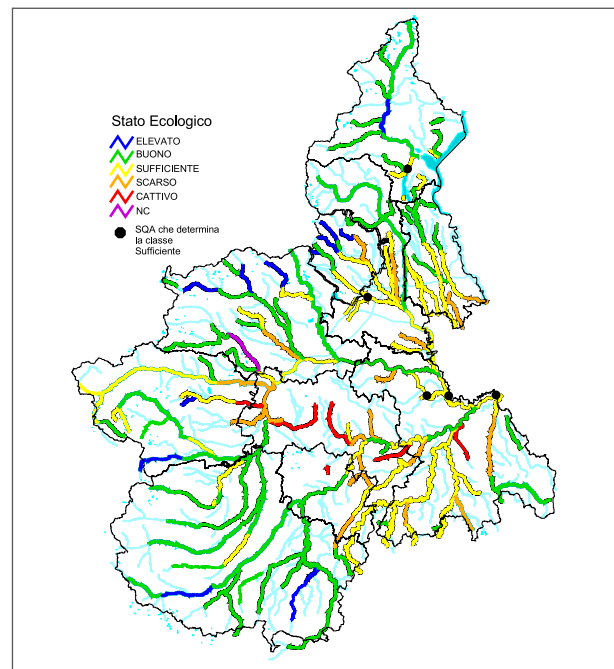 Stato Ecologico
ELEVATO
BUONO
SUFFICIENTE
SCARSO
CATTIVO
NC
SQA che determina
la classe
Sufficiente